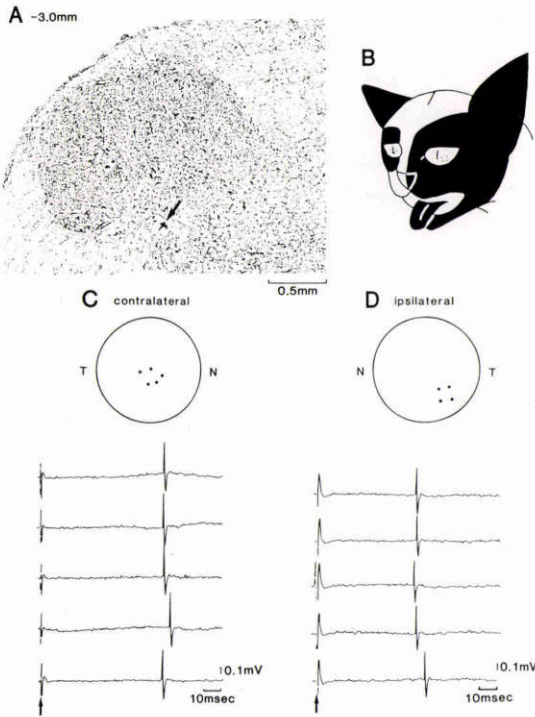 A -3.0mm
B
0.5mm
C contralateral
D ipsilateral
T N
N T
0.1mV
10msec
0.1mV
10msec